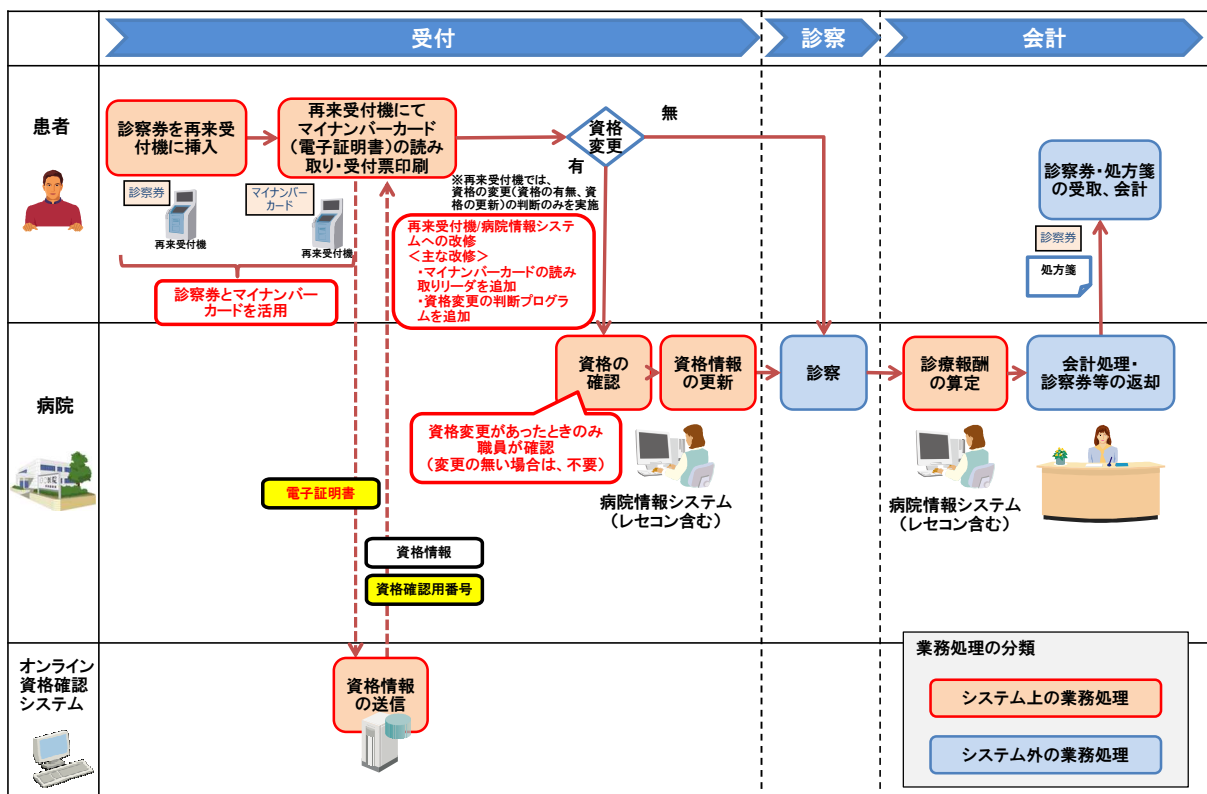 受付
診察
会計
患者
診察券を再来受
付機に挿入
再来受付機にて
マイナンバーカード
(電子証明書)の読み
取り・受付票印刷
資格
変更
無
有
※再来受付機では、
資格の変更(資格の有無、資
格の更新)の判断のみを実施
診察券
再来受付機
マイナンバー
カード
再来受付機
診察券とマイナンバー
カードを活用
再来受付機/病院情報システ
ムへの改修
<主な改修>
・マイナンバーカードの読み
取りリーダを追加
・資格変更の判断プログラ
ムを追加
診察券・処方箋
の受取、会計
診察券
処方箋
病院
資格の
確認
資格情報
の更新
診察
診療報酬
の算定
会計処理・
診察券等の返却
資格変更があったときのみ
職員が確認
(変更の無い場合は、不要)
病院情報システム
(レセコン含む)
病院情報システム
(レセコン含む)
電子証明書
資格情報
資格確認用番号
オンライン
資格確認
システム
資格情報
の送信
業務処理の分類
システム上の業務処理
システム外の業務処理